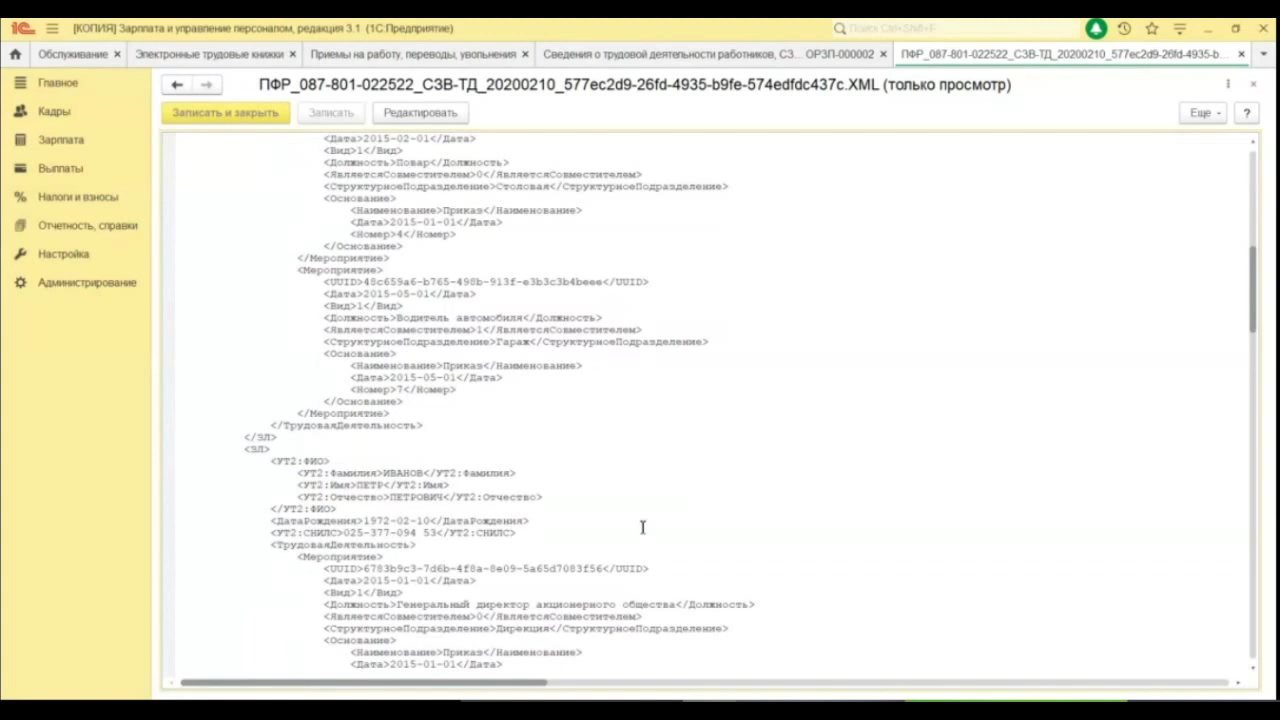 [КОПИЯ] Зарплата и управление персоналом, редакция 3.1 (1С:Предприятие)
Поиск Ctrl+Shift+F
Обслуживание
Электронные трудовые книжки
Приемы на работу, переводы, увольнения
Сведения о трудовой деятельности работников, СЗ... ОРЗП-000002
ПФР_087-801-022522_СЗВ-ТД_20200210_577ec2d9-26fd-4935-b...
Главное
Кадры
Зарплата
Выплаты
Налоги и взносы
Отчетность, справки
Настройка
Администрирование
ПФР_087-801-022522_СЗВ-ТД_20200210_577ec2d9-26fd-4935-b9fe-574edfdc437c.XML (только просмотр)
Записать и закрыть
Записать
Редактировать
Еще
?
<Дата>2015-02-01</Дата>
<Вид>1</Вид>
<Должность>Повар</Должность>
<ЯвляетсяСовместителем>0</ЯвляетсяСовместителем>
<СтруктурноеПодразделение>Столовая</СтруктурноеПодразделение>
<Основание>
<Наименование>Приказ</Наименование>
<Дата>2015-01-01</Дата>
<Номер>4</Номер>
</Основание>
</Мероприятие>
<Мероприятие>
<UUID>48c659a6-b765-498b-913f-e3b3c3b4beee</UUID>
<Дата>2015-05-01</Дата>
<Вид>1</Вид>
<Должность>Водитель автомобиля</Должность>
<ЯвляетсяСовместителем>1</ЯвляетсяСовместителем>
<СтруктурноеПодразделение>Гараж</СтруктурноеПодразделение>
<Основание>
<Наименование>Приказ</Наименование>
<Дата>2015-05-01</Дата>
<Номер>7</Номер>
</Основание>
</Мероприятие>
</ТрудоваяДеятельность>
</ЗЛ>
<ЗЛ>
<УТ2:ФИО>
<УТ2:Фамилия>ИВАНОВ</УТ2:Фамилия>
<УТ2:Имя>ПЕТР</УТ2:Имя>
<УТ2:Отчество>ПЕТРОВИЧ</УТ2:Отчество>
</УТ2:ФИО>
<ДатаРождения>1972-02-10</ДатаРождения>
<УТ2:СНИЛС>025-377-094 53</УТ2:СНИЛС>
<ТрудоваяДеятельность>
<Мероприятие>
<UUID>6783b9c3-7d6b-4f8a-8e09-5a65d7083f56</UUID>
<Дата>2015-01-01</Дата>
<Вид>1</Вид>
<Должность>Генеральный директор акционерного общества</Должность>
<ЯвляетсяСовместителем>0</ЯвляетсяСовместителем>
<СтруктурноеПодразделение>Дирекция</СтруктурноеПодразделение>
<Основание>
<Наименование>Приказ</Наименование>
<Дата>2015-01-01</Дата>